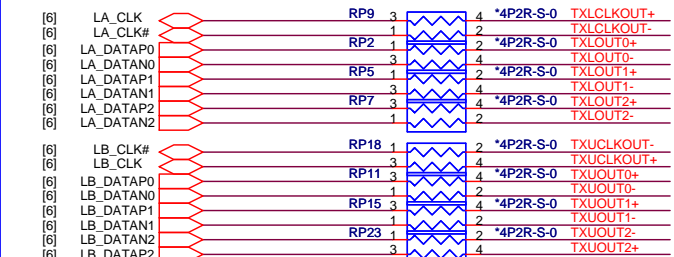 [6] LA_CLK RP9 3 4 *4P2R-S-0 TXLCLKOUT+
[6] LA_CLK# 1 2 TXLCLKOUT-
[6] LA_DATAP0 RP2 1 2 *4P2R-S-0 TXLOUT0+
[6] LA_DATAN0 3 4 TXLOUT0-
[6] LA_DATAP1 RP5 1 2 *4P2R-S-0 TXLOUT1+
[6] LA_DATAN1 3 4 TXLOUT1-
[6] LA_DATAP2 RP7 3 4 *4P2R-S-0 TXLOUT2+
[6] LA_DATAN2 1 2 TXLOUT2-
[6] LB_CLK# RP18 1 2 *4P2R-S-0 TXUCLKOUT-
[6] LB_CLK 3 4 TXUCLKOUT+
[6] LB_DATAP0 RP11 3 4 *4P2R-S-0 TXUOUT0+
[6] LB_DATAN0 1 2 TXUOUT0-
[6] LB_DATAP1 RP15 3 4 *4P2R-S-0 TXUOUT1+
[6] LB_DATAN1 1 2 TXUOUT1-
[6] LB_DATAN2 RP23 1 2 *4P2R-S-0 TXUOUT2-
[6] LB_DATAP2 3 4 TXUOUT2+